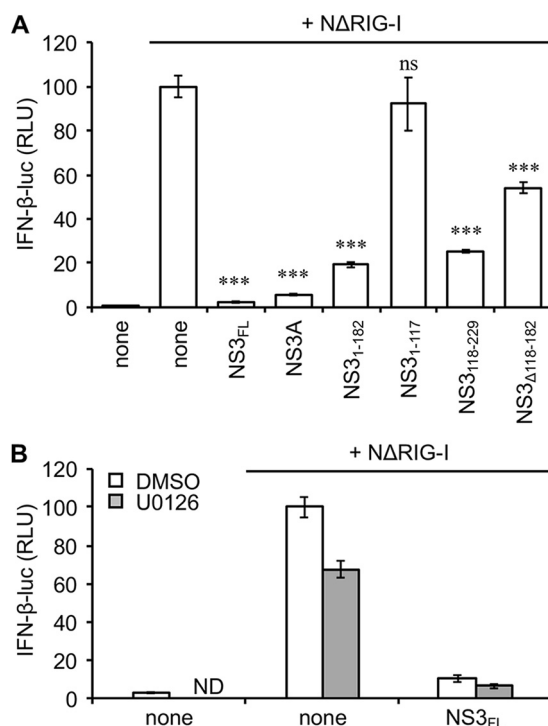 A
+ NΔRIG-I
IFN-β-luc (RLU)
120
100
80
60
40
20
0
ns
***
***
***
***
***
none
none
NS3FL
NS3A
NS31-182
NS31-117
NS3118-229
NS3Δ118-182
B
+ NΔRIG-I
DMSO
U0126
IFN-β-luc (RLU)
120
100
80
60
40
20
0
ND
none
none
NS3FL